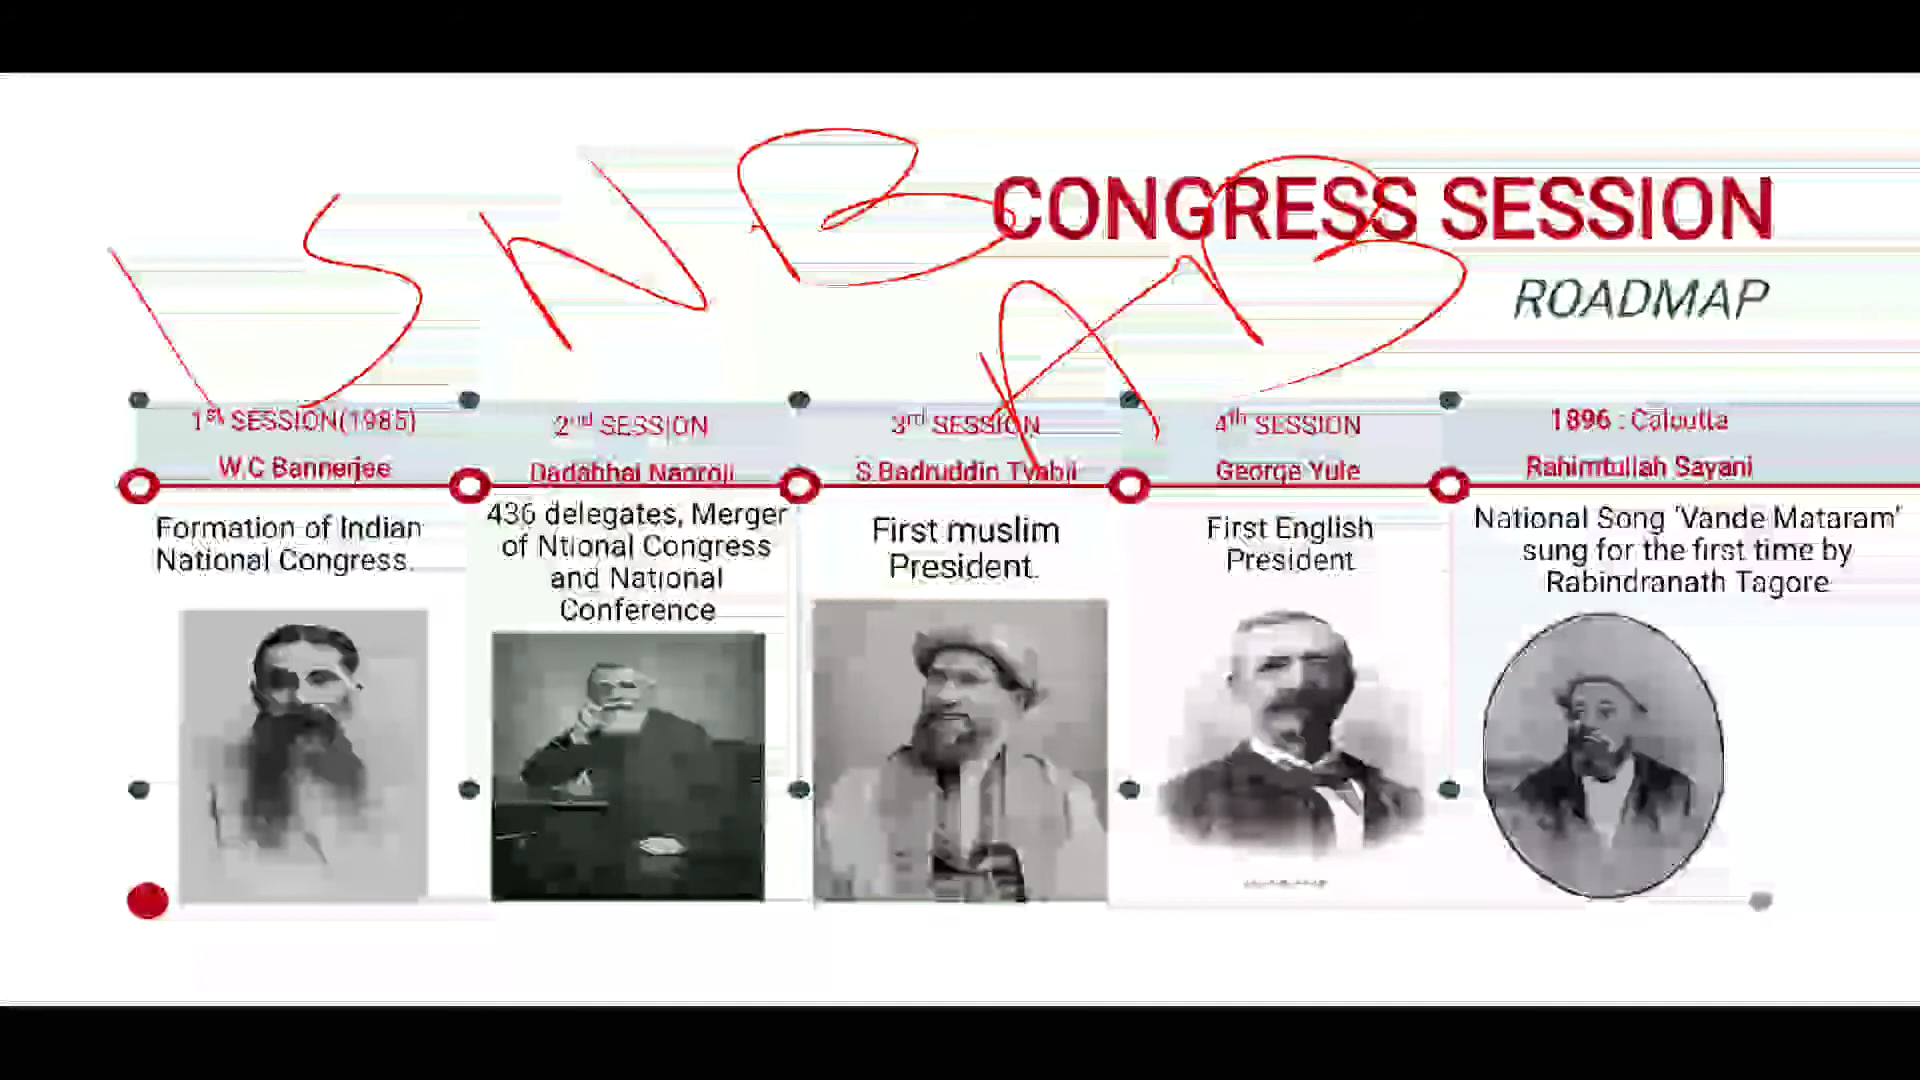 CONGRESS SESSION
ROADMAP
SNB
AB
1st SESSION(1985)
W.C Bannerjee
Formation of Indian
National Congress.
2nd SESSION
Dadabhai Naoroji
436 delegates, Merger
of Ntional Congress
and National
Conference
3rd SESSION
S Badruddin Tyabji
First muslim
President.
4th SESSION
George Yule
First English
President
1896 : Calcutta
Rahimtullah Sayani
National Song 'Vande Mataram'
sung for the first time by
Rabindranath Tagore